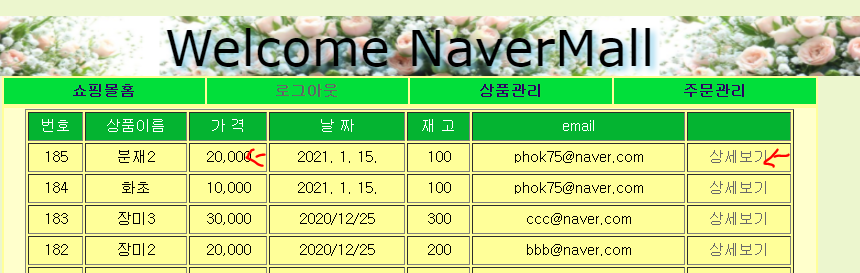 Welcome NaverMall
쇼핑몰홈 로그아웃 상품관리 주문관리
번호 상품이름 가 격 날 짜 재 고 email
185 분재2 20,000 2021. 1. 15. 100 phok75@naver.com 상세보기
184 화초 10,000 2021. 1. 15. 100 phok75@naver.com 상세보기
183 장미3 30,000 2020/12/25 300 ccc@naver.com 상세보기
182 장미2 20,000 2020/12/25 200 bbb@naver.com 상세보기